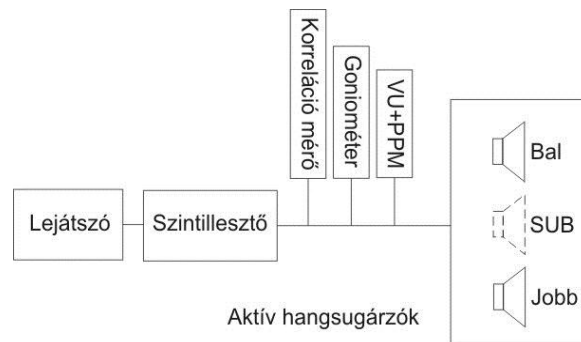 Korreláció mérő
Goniométer
VU+PPM
Bal
SUB
Jobb
Lejátszó
Szintillesztő
Aktív hangsugárzók